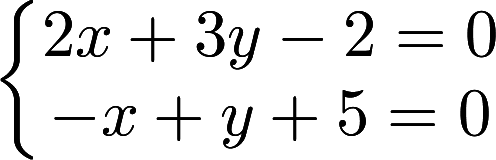 2x + 3y − 2 = 0
−x + y + 5 = 0